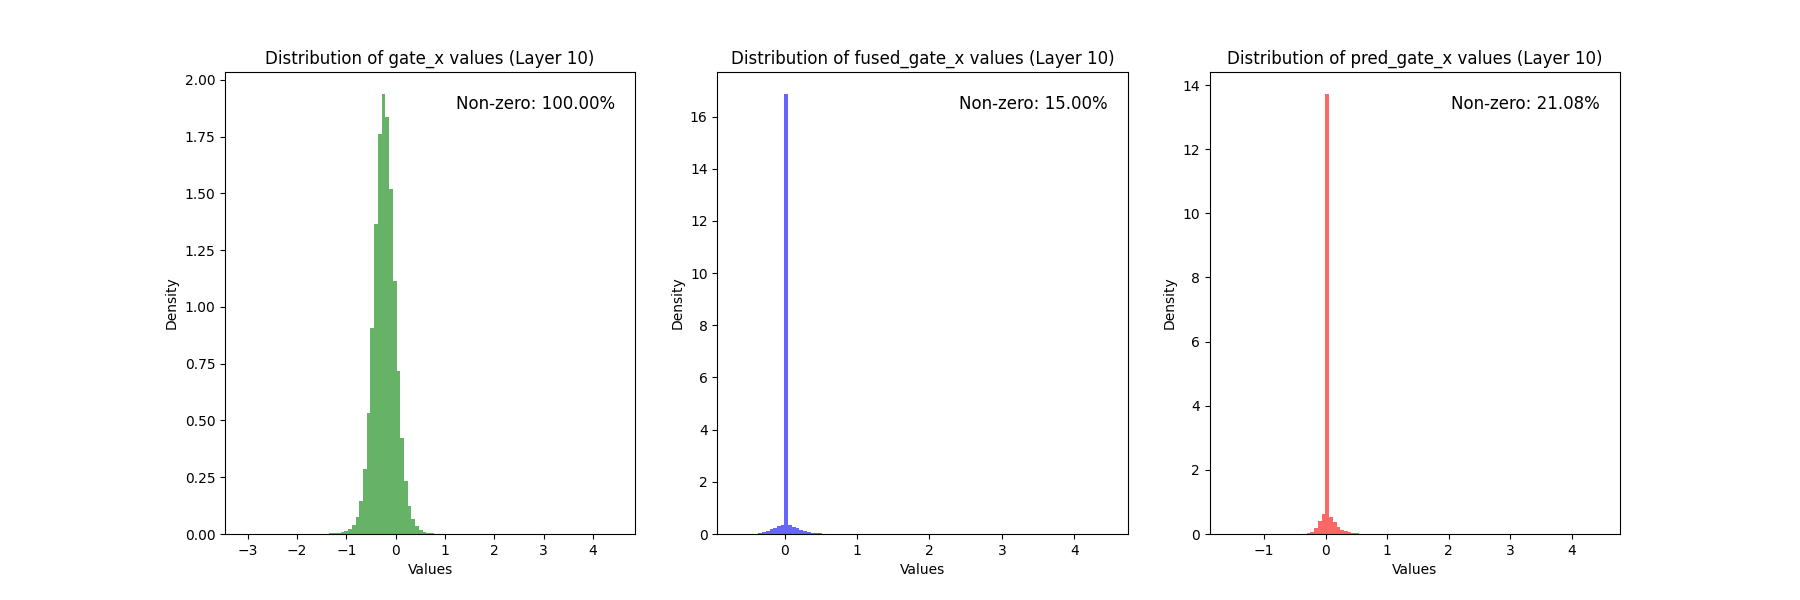 Distribution of gate_x values (Layer 10)
Non-zero: 100.00%
2.00
1.75
1.50
1.25
1.00
0.75
0.50
0.25
0.00
Density
−3 −2 −1 0 1 2 3 4
Values
Distribution of fused_gate_x values (Layer 10)
Non-zero: 15.00%
16
14
12
10
8
6
4
2
0
Density
0 1 2 3 4
Values
Distribution of pred_gate_x values (Layer 10)
Non-zero: 21.08%
14
12
10
8
6
4
2
0
Density
−1 0 1 2 3 4
Values